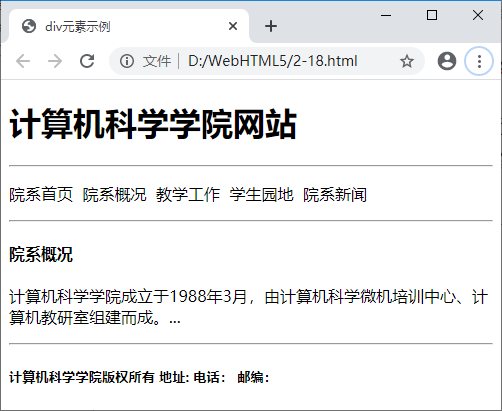 div元素示例
文件 D:/WebHTML5/2-18.html
计算机科学学院网站
院系首页 院系概况 教学工作 学生园地 院系新闻
院系概况
计算机科学学院成立于1988年3月，由计算机科学微机培训中心、计
算机教研室组建而成。...
计算机科学学院版权所有 地址: 电话： 邮编：